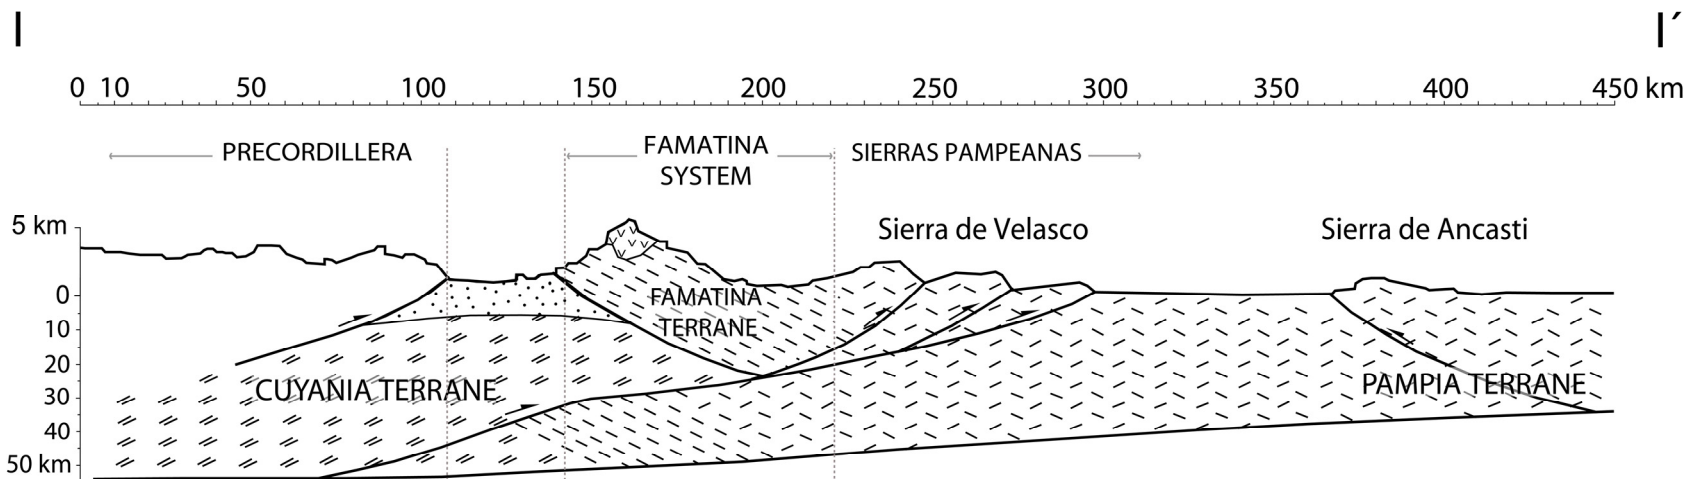 I I´
0 10 50 100 150 200 250 300 350 400 450 km
PRECORDILLERA
FAMATINA
SYSTEM
SIERRAS PAMPEANAS
5 km
Sierra de Velasco
Sierra de Ancasti
0
FAMATINA
TERRANE
10
20
30
CUYANIA TERRANE
PAMPIA TERRANE
40
50 km